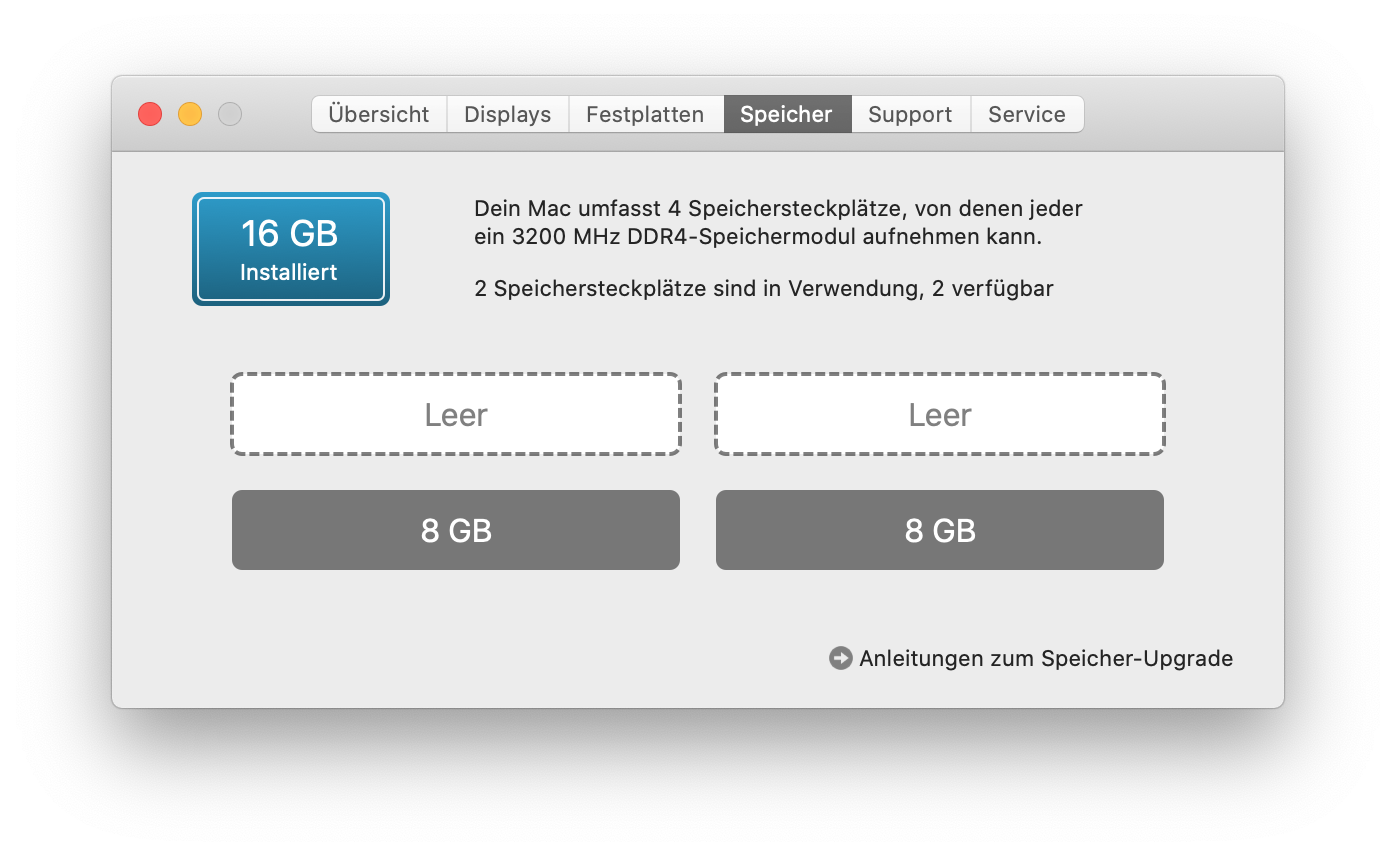 Übersicht Displays Festplatten Speicher Support Service
16 GB
Installiert
Dein Mac umfasst 4 Speichersteckplätze, von denen jeder
ein 3200 MHz DDR4-Speichermodul aufnehmen kann.
2 Speichersteckplätze sind in Verwendung, 2 verfügbar
Leer Leer
8 GB 8 GB
Anleitungen zum Speicher-Upgrade